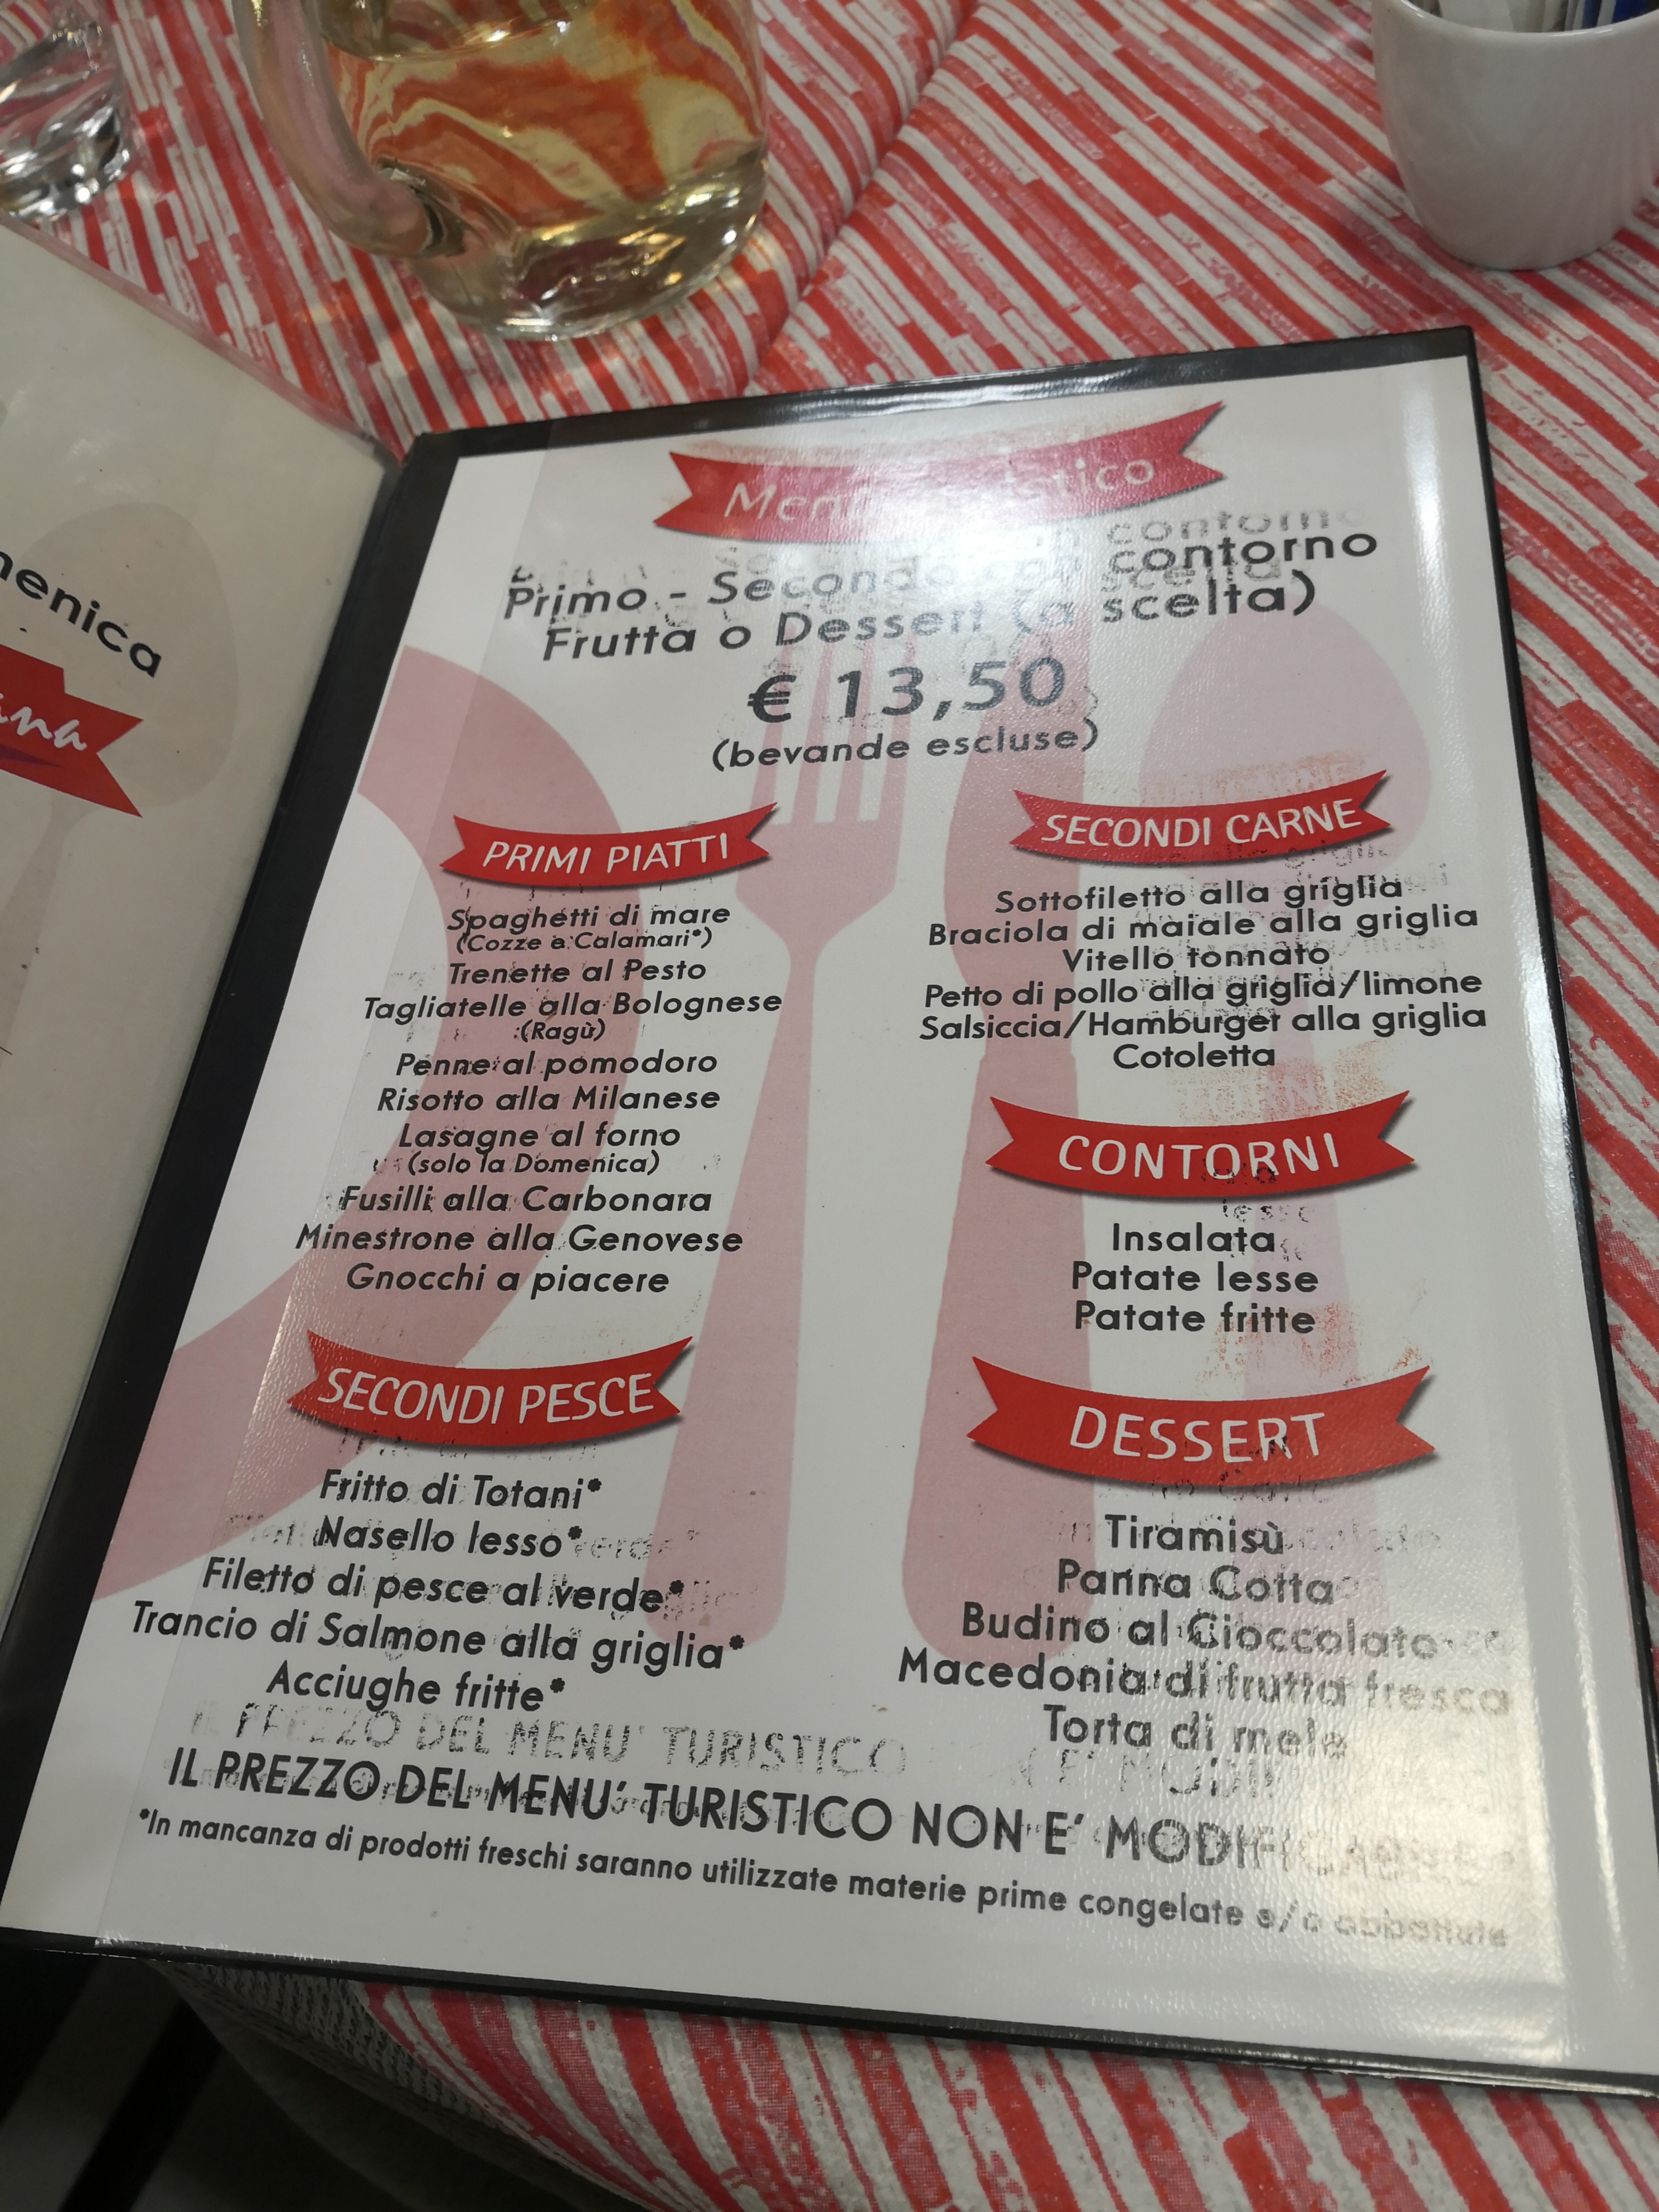 menica
Menu
Primo - Secondo con contorno
Frutta o Dessert (a scelta)
€ 13,50
(bevande escluse)
PRIMI PIATTI
Spaghetti di mare
(Cozze e Calamari*)
Trenette al Pesto
Tagliatelle alla Bolognese
(Ragù)
Penne al pomodoro
Risotto alla Milanese
Lasagne al forno
(solo la Domenica)
Fusilli alla Carbonara
Minestrone alla Genovese
Gnocchi a piacere
SECONDI PESCE
Fritto di Totani*
Nasello lesso*
Filetto di pesce al verde*
Trancio di Salmone alla griglia*
Acciughe fritte*
SECONDI CARNE
Sottofiletto alla griglia
Braciola di maiale alla griglia
Vitello tonnato
Petto di pollo alla griglia/limone
Salsiccia/Hamburger alla griglia
Cotoletta
CONTORNI
Insalata
Patate lesse
Patate fritte
DESSERT
Tiramisù
Panna Cotta
Budino al Cioccolato
Macedonia di frutta fresca
Torta di mele
IL PREZZO DEL MENU' TURISTICO NON E' MODIFICABILE
*In mancanza di prodotti freschi saranno utilizzate materie prime congelate e/o abbattute